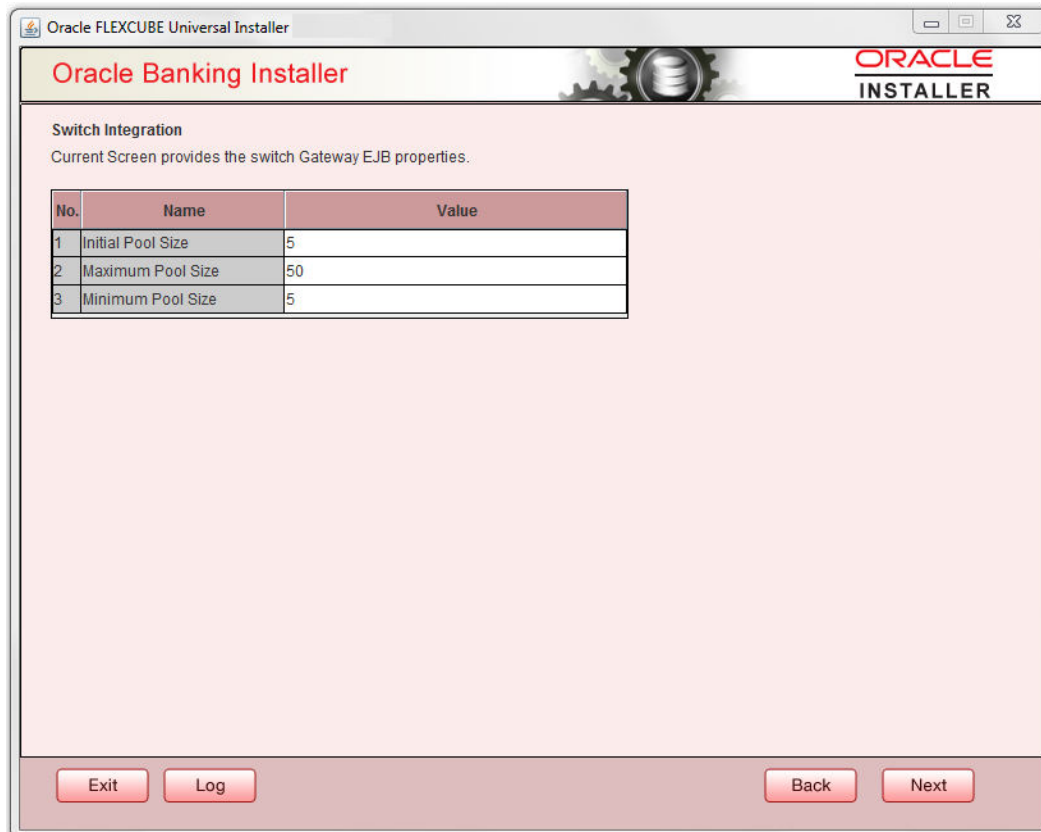 Oracle FLEXCUBE Universal Installer
Oracle Banking Installer
ORACLE
INSTALLER
Switch Integration
Current Screen provides the switch Gateway EJB properties.
No. Name Value
1 Initial Pool Size 5
2 Maximum Pool Size 50
3 Minimum Pool Size 5
Exit Log Back Next